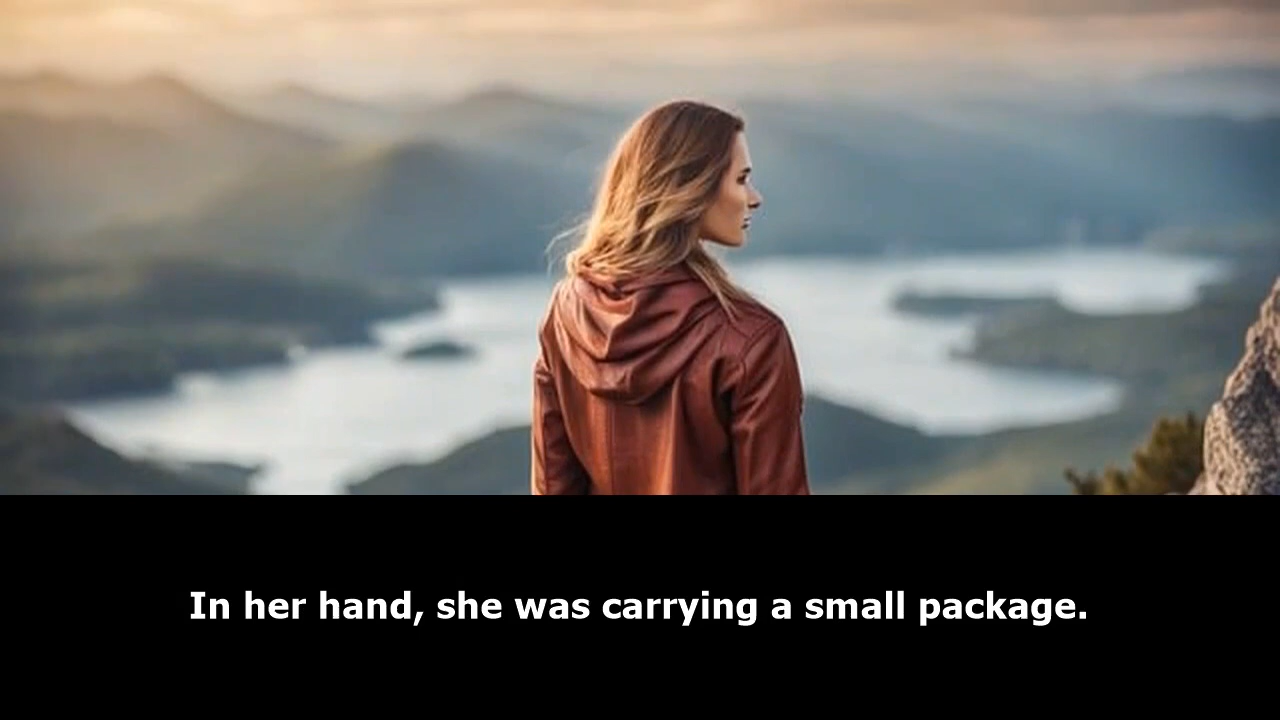 In her hand, she was carrying a small package.